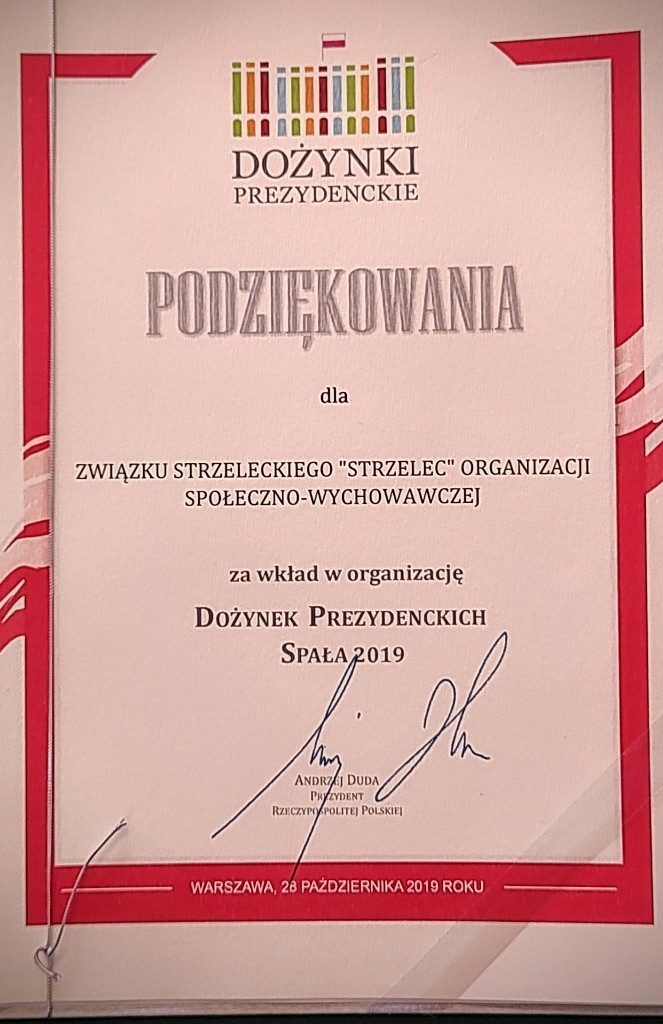 DOŻYNKI
PREZYDENCKIE
PODZIĘKOWANIA
dla
ZWIĄZKU STRZELECKIEGO "STRZELEC" ORGANIZACJI
SPOŁECZNO-WYCHOWAWCZEJ
za wkład w organizację
DOŻYNEK PREZYDENCKICH
SPAŁA 2019
ANDRZEJ DUDA
PREZYDENT
RZECZYPOSPOLITEJ POLSKIEJ
WARSZAWA, 28 PAŹDZIERNIKA 2019 ROKU